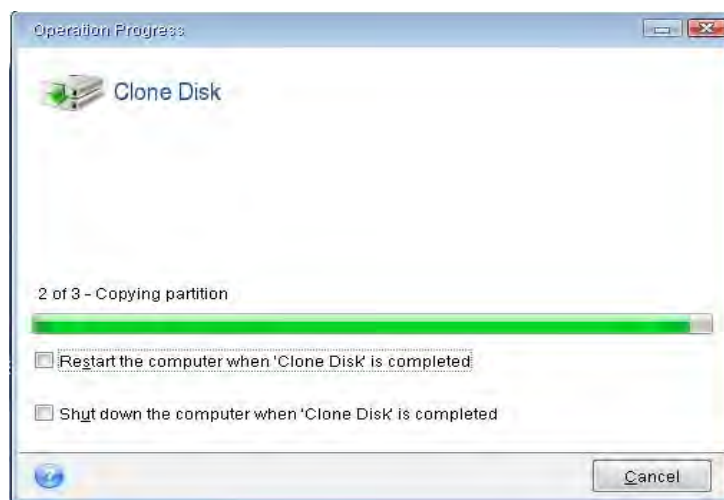 Operation Progress
Clone Disk
2 of 3 - Copying partition
Restart the computer when 'Clone Disk' is completed
Shut down the computer when 'Clone Disk' is completed
Cancel